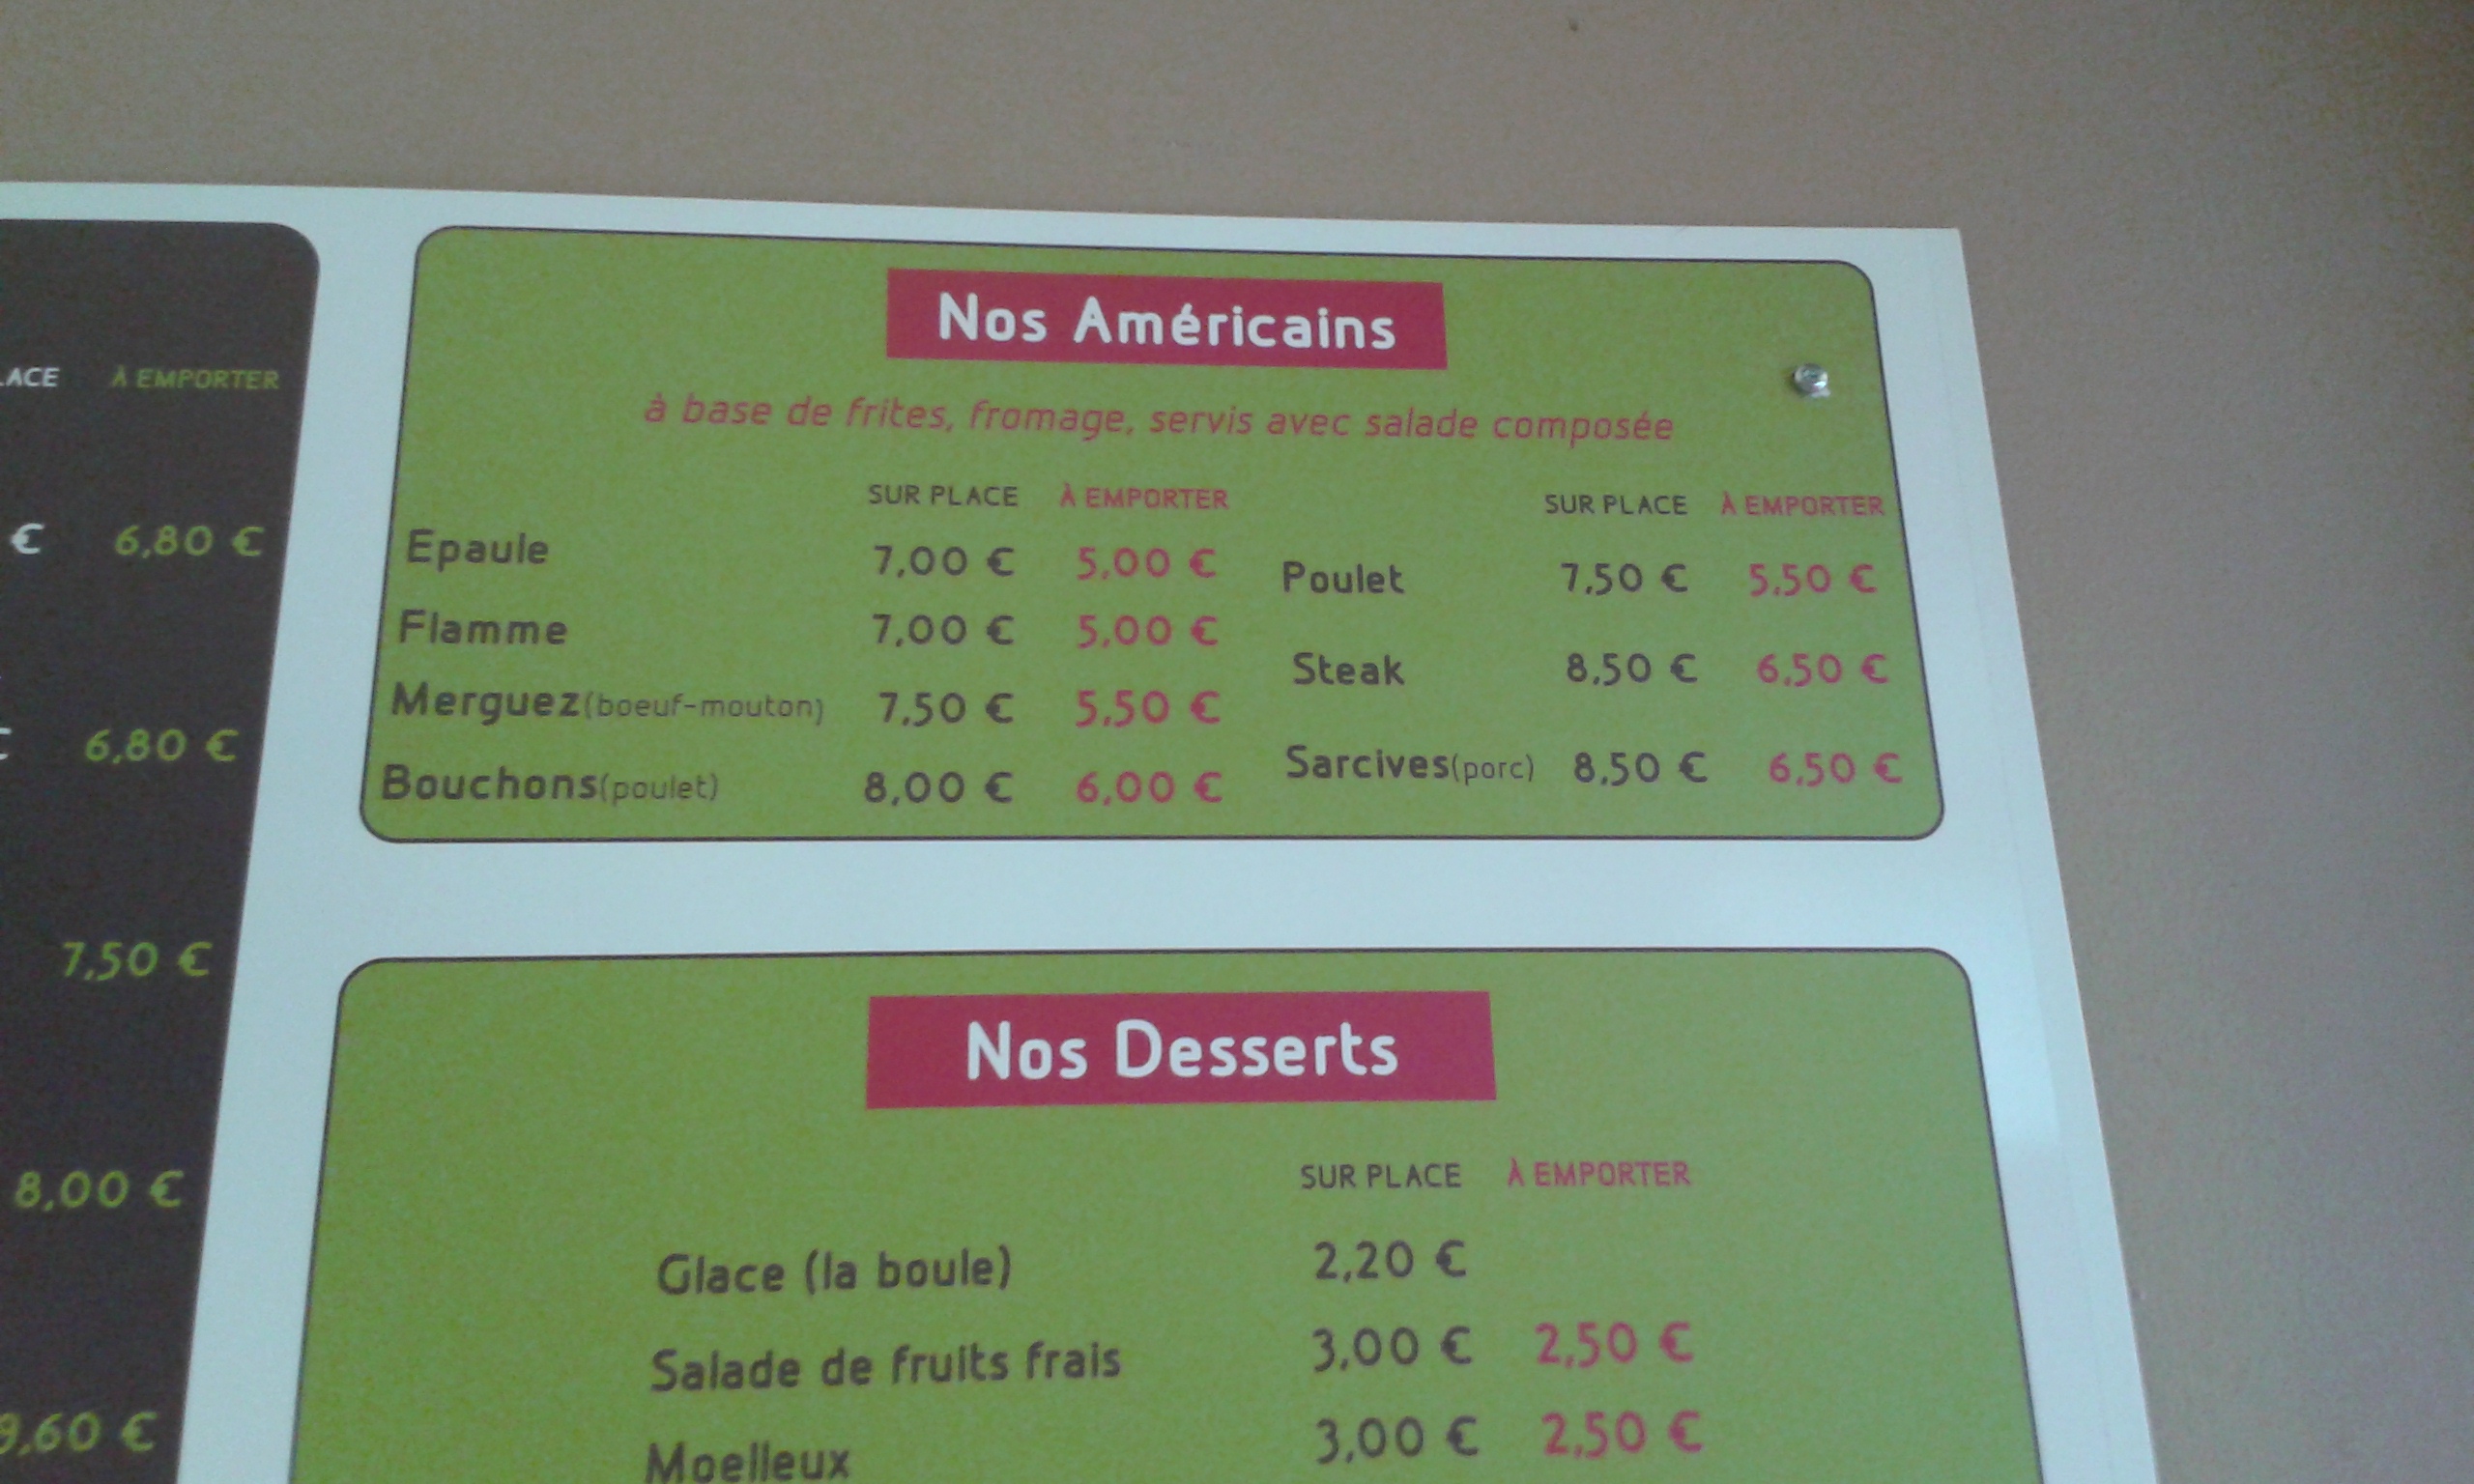 LACE À EMPORTER
€ 6,80 €
6,80 €
7,50 €
8,00 €
9,60 €
Nos Américains
à base de frites, fromage, servis avec salade composée
SUR PLACE À EMPORTER
Epaule 7,00 € 5,00 €
Flamme 7,00 € 5,00 €
Merguez(boeuf-mouton) 7,50 € 5,50 €
Bouchons(poulet) 8,00 € 6,00 €
SUR PLACE À EMPORTER
Poulet 7,50 € 5,50 €
Steak 8,50 € 6,50 €
Sarcives(porc) 8,50 € 6,50 €
Nos Desserts
SUR PLACE À EMPORTER
Glace (la boule) 2,20 €
Salade de fruits frais 3,00 € 2,50 €
Moelleux 3,00 € 2,50 €